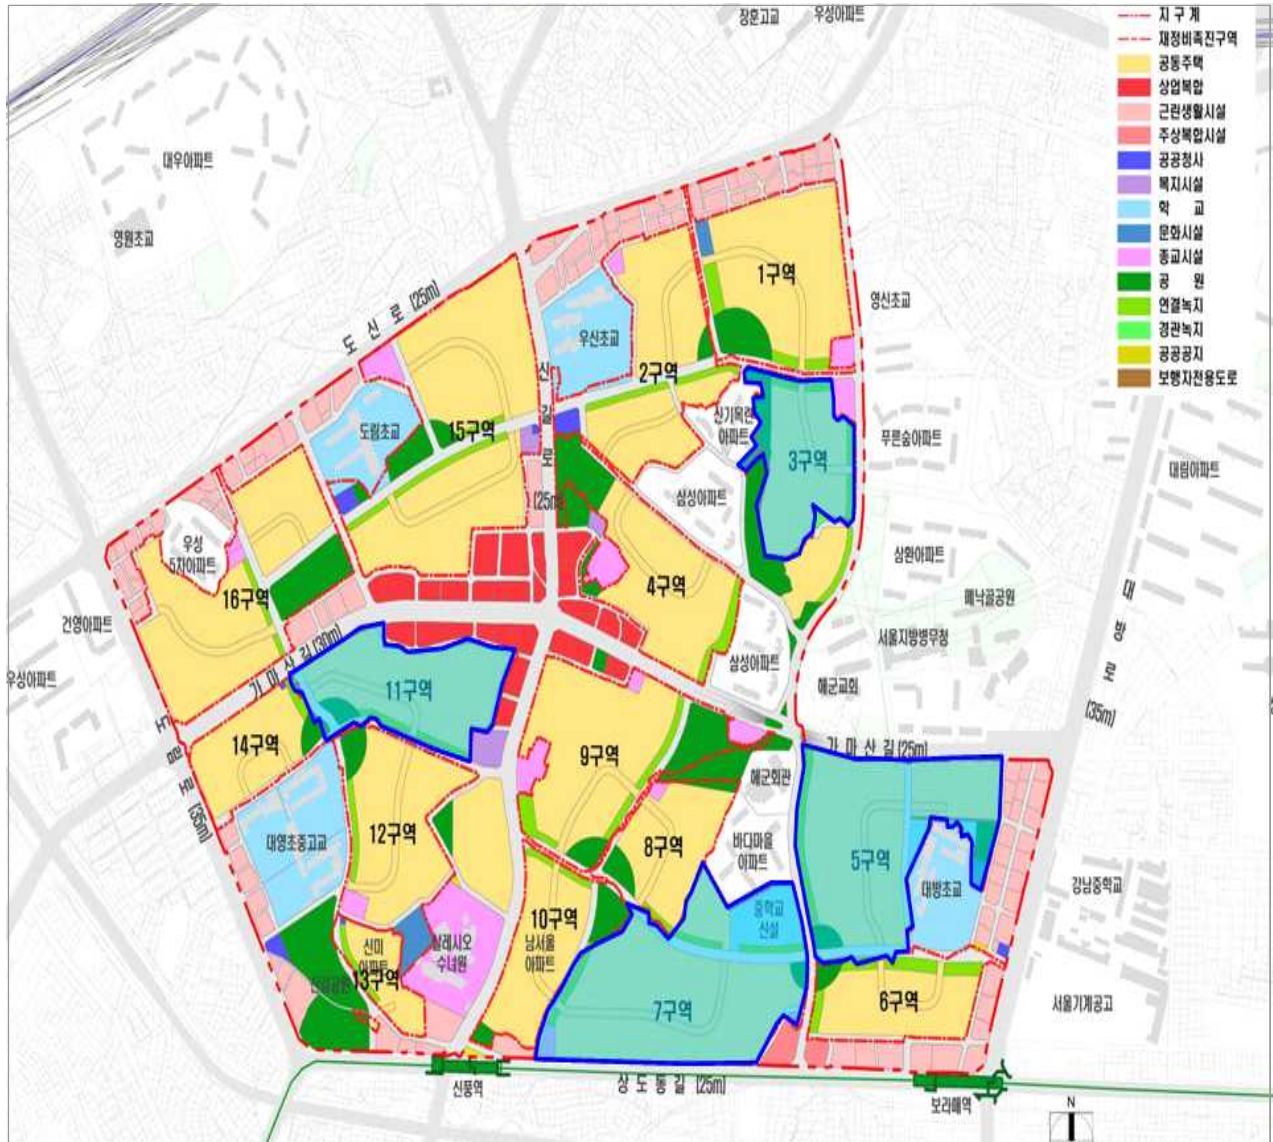 장훈고교
우성아파트
지 구 계
재정비촉진구역
공동주택
상업복합
근린생활시설
주상복합시설
공공청사
복지시설
학 교
문화시설
종교시설
공 원
연결녹지
경관녹지
공공공지
보행자전용도로
대우아파트
영원초교
도 신 로 (25m)
1구역
영신초교
우신초교
2구역
신 길 로 (25m)
신기목련
아파트
15구역
도림초교
3구역
푸른숲아파트
대림아파트
삼성아파트
우성
5차아파트
삼환아파트
4구역
16구역
건영아파트
메낙골공원
대 방 로 (35m)
서울지방병무청
우성아파트
가 마 산 길 (30m)
삼성아파트
해군교회
11구역
14구역
9구역
가 마 산 길 (25m)
해군회관
(35m)
12구역
대영초중고교
8구역
바다마을
아파트
5구역
대방초교
강남중학교
중학교
신설
10구역
남서울
아파트
신미
아파트
13구역
살레시오
수녀원
7구역
6구역
서울기계공고
신풍역
상 도 동 길 (25m)
보라매역
N